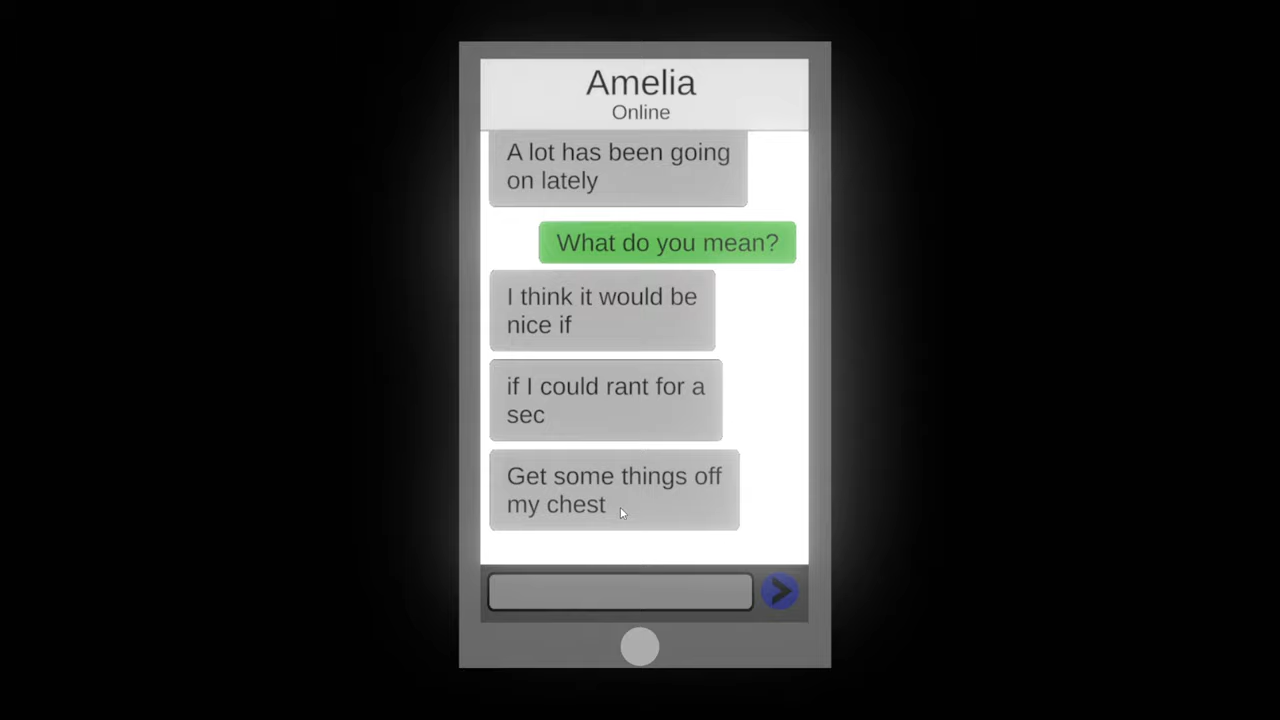 Amelia
Online
A lot has been going
on lately
What do you mean?
I think it would be
nice if
if I could rant for a
sec
Get some things off
my chest